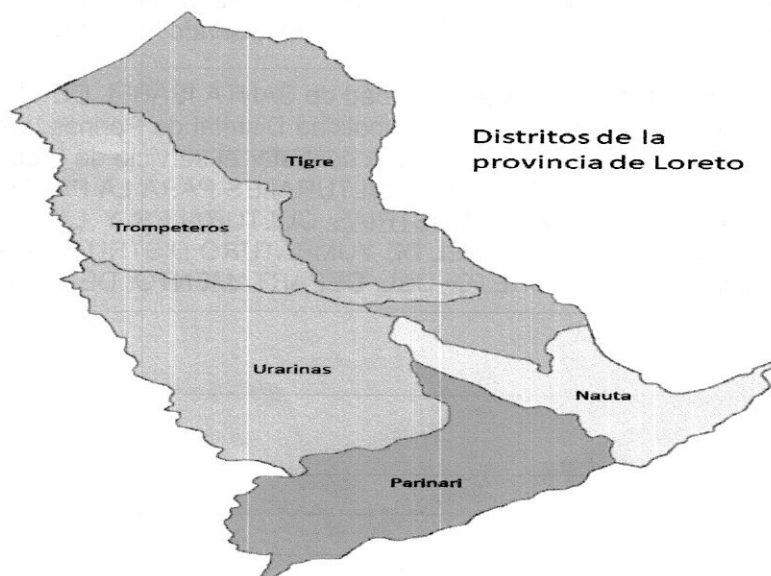 Distritos de la
provincia de Loreto
Tigre
Trompeteros
Urarinas
Nauta
Parinari